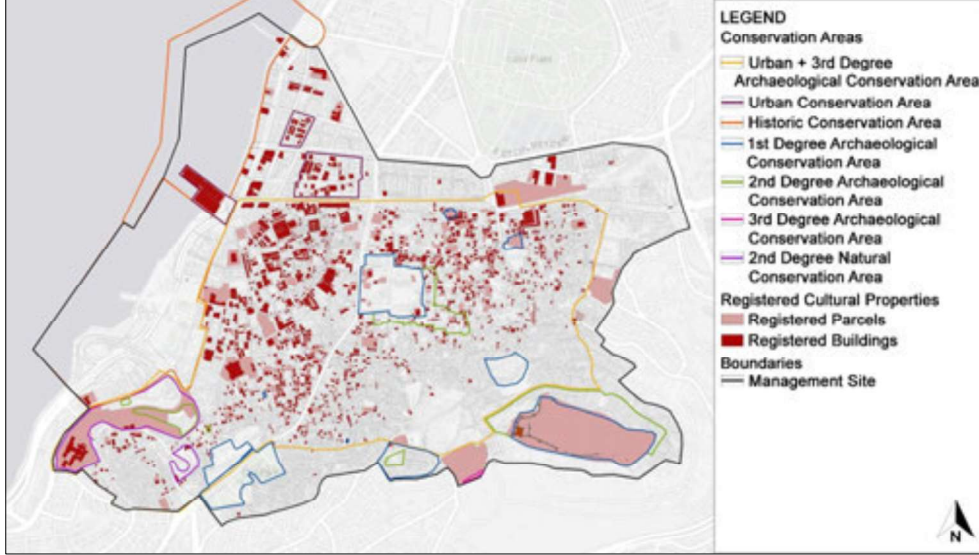 LEGEND
Conservation Areas
Urban + 3rd Degree
Archaeological Conservation Area
Urban Conservation Area
Historic Conservation Area
1st Degree Archaeological
Conservation Area
2nd Degree Archaeological
Conservation Area
3rd Degree Archaeological
Conservation Area
2nd Degree Natural
Conservation Area
Registered Cultural Properties
Registered Parcels
Registered Buildings
Boundaries
Management Site
N